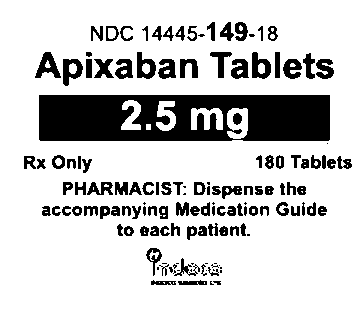 NDC 14445-149-18
Apixaban Tablets
2.5 mg
Rx Only 180 Tablets
PHARMACIST: Dispense the
accompanying Medication Guide
to each patient.
indoco